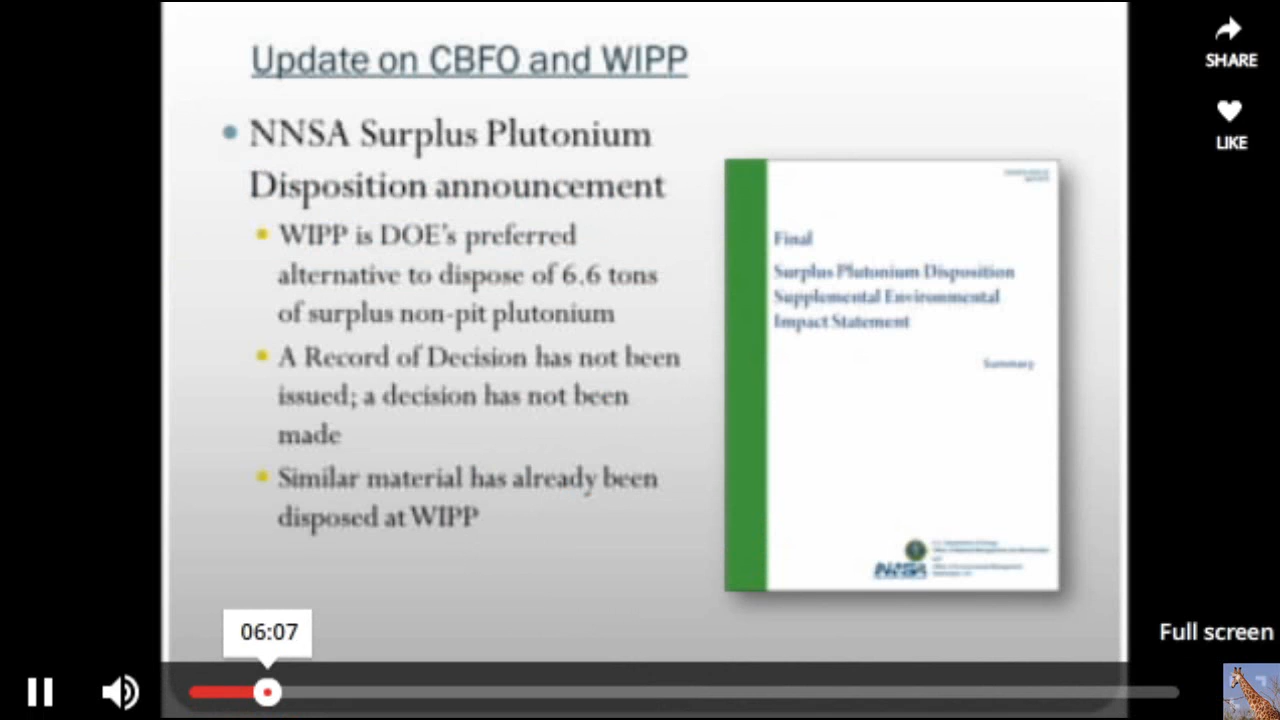 Update on CBFO and WIPP
NNSA Surplus Plutonium
Disposition announcement
WIPP is DOE's preferred
alternative to dispose of 6.6 tons
of surplus non-pit plutonium
A Record of Decision has not been
issued; a decision has not been
made
Similar material has already been
disposed at WIPP
Final
Surplus Plutonium Disposition
Supplemental Environmental
Impact Statement
Summary
NNSA
SHARE
LIKE
06:07
Full screen